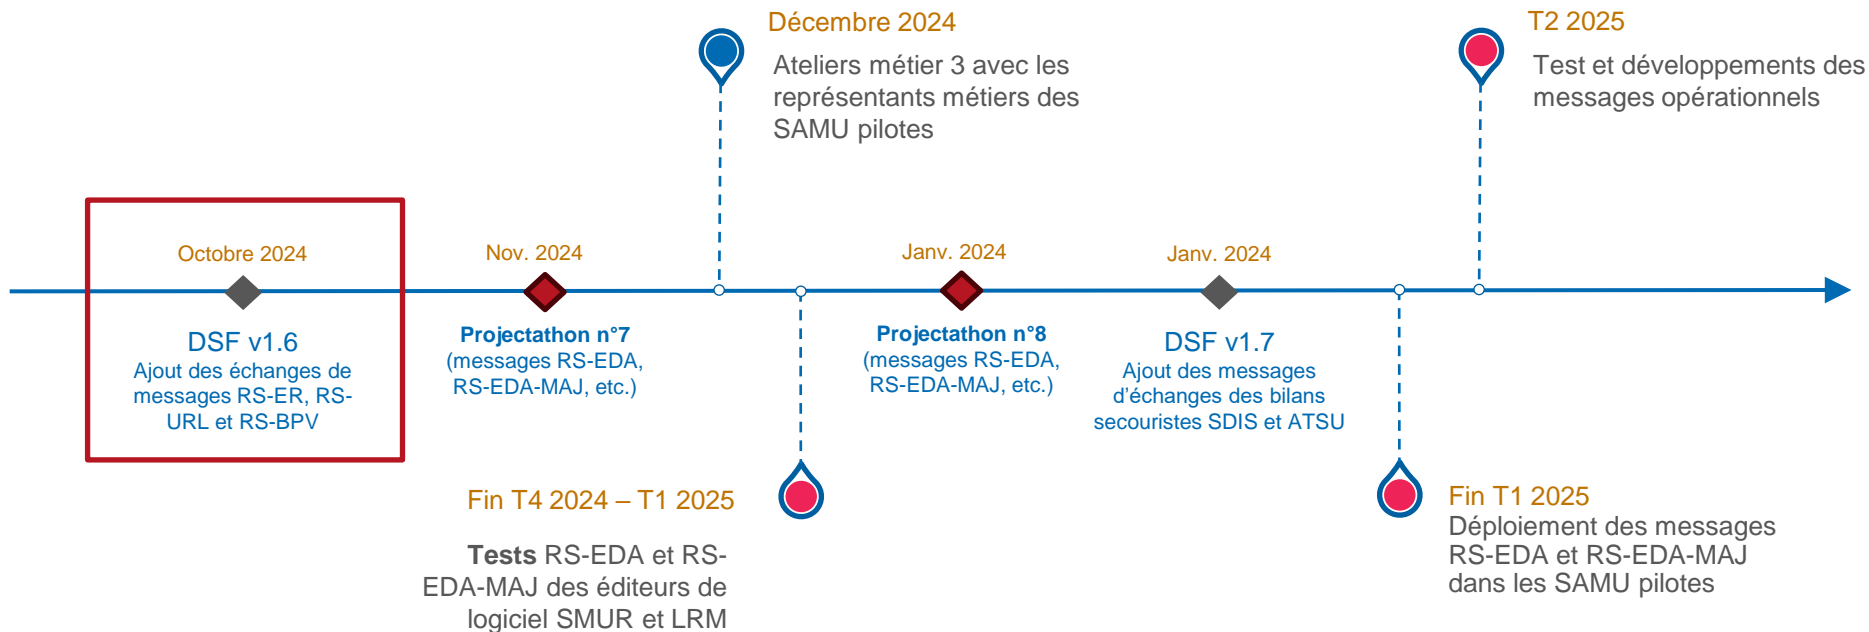 Décembre 2024
Ateliers métier 3 avec les
représentants métiers des
SAMU pilotes
T2 2025
Test et développements des
messages opérationnels
Octobre 2024
DSF v1.6
Ajout des échanges de
messages RS-ER, RS-
URL et RS-BPV
Nov. 2024
Projectathon n°7
(messages RS-EDA,
RS-EDA-MAJ, etc.)
Janv. 2024
Projectathon n°8
(messages RS-EDA,
RS-EDA-MAJ, etc.)
Janv. 2024
DSF v1.7
Ajout des messages
d'échanges des bilans
secouristes SDIS et ATSU
Fin T4 2024 – T1 2025
Tests RS-EDA et RS-
EDA-MAJ des éditeurs de
logiciel SMUR et LRM
Fin T1 2025
Déploiement des messages
RS-EDA et RS-EDA-MAJ
dans les SAMU pilotes